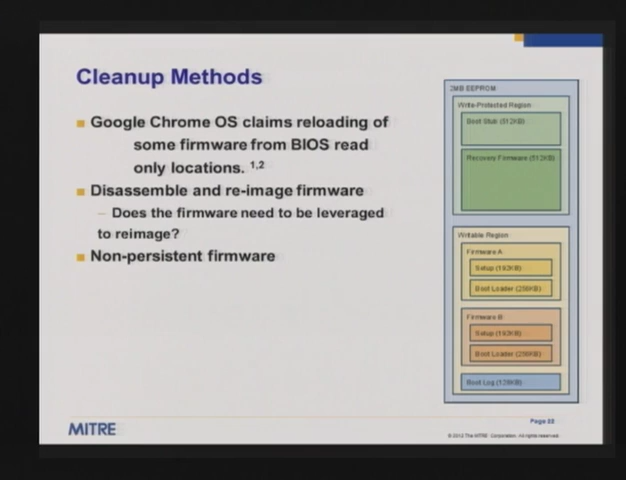 Cleanup Methods
Google Chrome OS claims reloading of
some firmware from BIOS read
only locations. 1,2
Disassemble and re-image firmware
– Does the firmware need to be leveraged
to reimage?
Non-persistent firmware
2MB EEPROM
Write-Protected Region
Boot Stub (512KB)
Recovery Firmware (512KB)
Writable Region
Firmware A
Setup (192KB)
Boot Loader (256KB)
Firmware B
Setup (192KB)
Boot Loader (256KB)
Boot Log (128KB)
MITRE
Page 22
© 2012 The MITRE Corporation. All rights reserved.